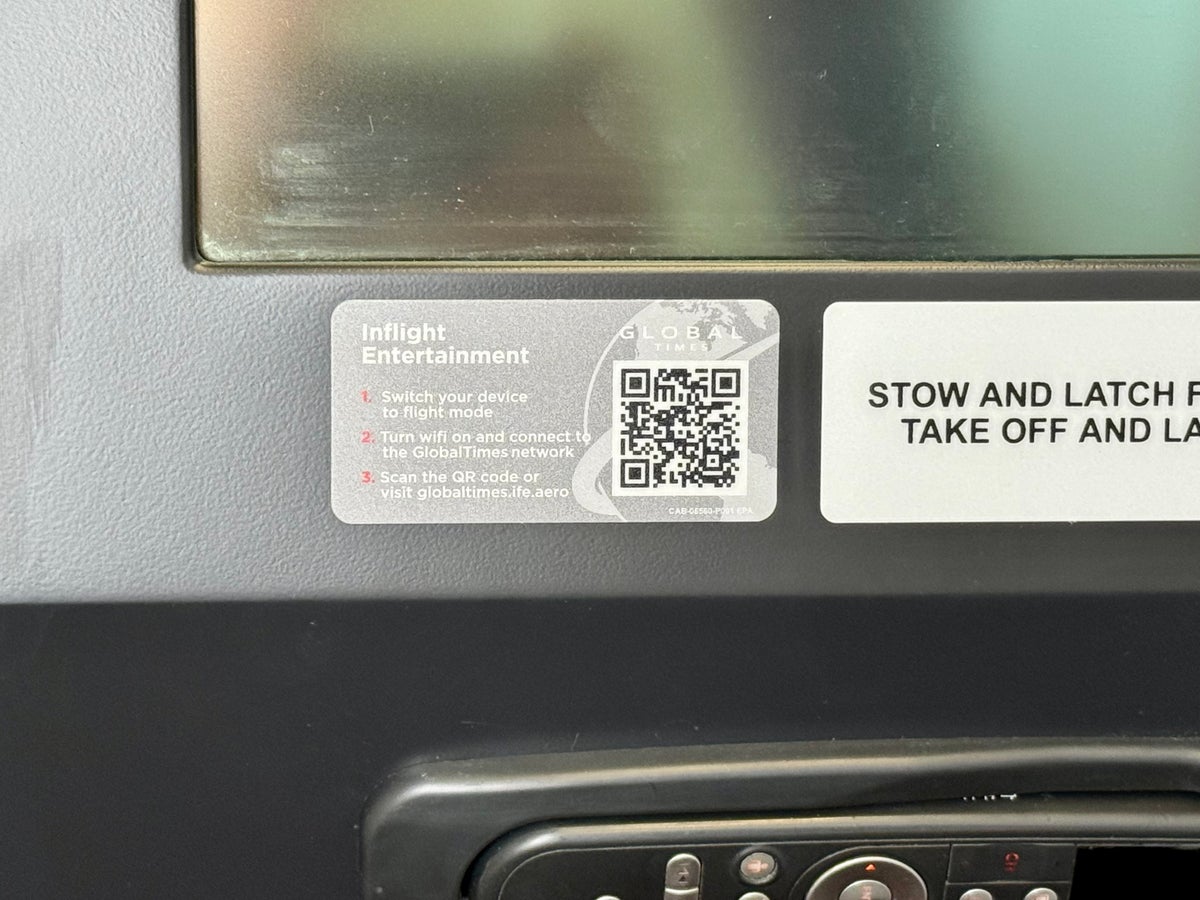 Inflight
Entertainment
1. Switch your device
to flight mode
2. Turn wifi on and connect to
the GlobalTimes network
3. Scan the QR code or
visit globaltimes.ife.aero
GLOBAL
TIMES
STOW AND LATCH
TAKE OFF AND LA